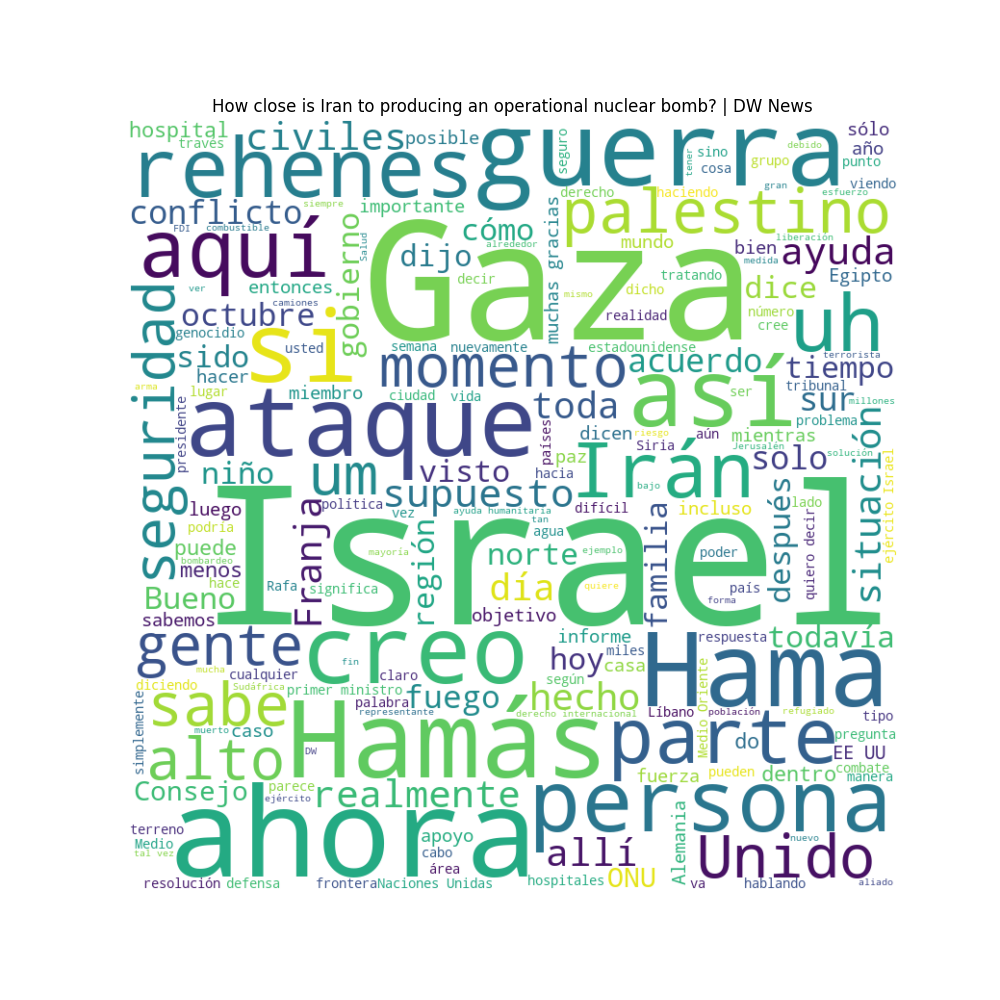 How close is Iran to producing an operational nuclear bomb? | DW News
hospital
través
civiles
posible
guerra
seguro
tener
sino
cosa
grupo
debido
sólo
año
punto
rehenes
conflicto
siempre
importante
derecho
haciendo
gran
esfuerzo
viendo
FDI
combustible
Salud
cómo
alrededor
muchas gracias
palestino
liberación
aquí
gobierno
dijo
decir
Gaza
mundo
tratando
bien
medida
ayuda
Egipto
ver
entonces
camiones
mismo
dicho
realidad
dice
número
cree
uh
seguridad
octubre
genocidio
si
usted
semana
nuevamente
estadounidense
sido
hacer
momento
acuerdo
terrorista
tiempo
arma
lugar
miembro
ciudad
vida
así
ser
tribunal
sur
millones
presidente
ataque
toda
dicen
países
paz
Siria
aún
riesgo
mientras
Jerusalén
problema
solución
niño
um
visto
hacia
Irán
bajo
solo
situación
ejército Israel
luego
Franja
política
supuesto
vez
ayuda humanitaria
tan
difícil
familia
incluso
después
lado
quiero decir
podría
puede
bombardeo
menos
hace
Rafa
significa
mayoría
región
agua
norte
ejemplo
poder
Israel
Bueno
sabemos
día
quiere
objetivo
país
forma
gente
creo
informe
miles
respuesta
todavía
mucha
cualquier
fin
claro
hoy
casa
según
Hama
diciendo
Sudáfrica
primer ministro
palabra
fuego
representante
hecho
derecho internacional
Líbano
Medio Oriente
población
refugiado
tipo
simplemente
sabe
muerto
caso
Hamás
DW
parte
do
pregunta
EE UU
alto
combate
manera
Consejo
parece
ejército
realmente
fuerza
pueden
dentro
persona
ahora
terreno
Medio
tal vez
apoyo
cabo
área
allí
Alemania
Unido
nuevo
resolución
defensa
frontera
Naciones Unidas
hospitales
ONU
va
hablando
aliado